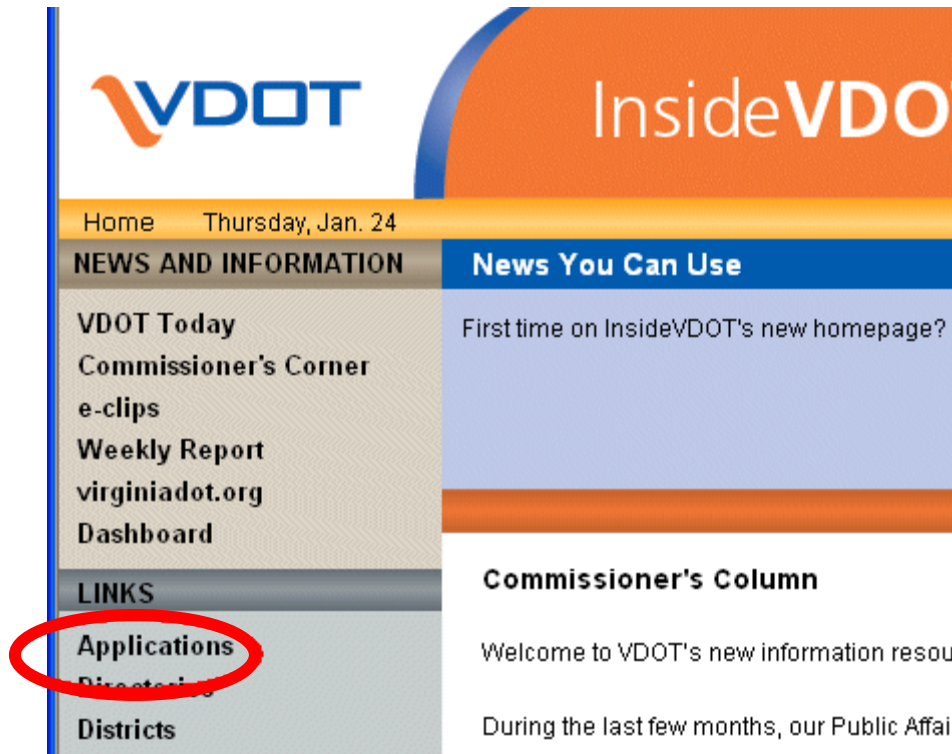 VDOT
InsideVDOT
Home Thursday, Jan. 24
NEWS AND INFORMATION
VDOT Today
Commissioner's Corner
e-clips
Weekly Report
virginiadot.org
Dashboard
LINKS
Applications
Directories
Districts
News You Can Use
First time on InsideVDOT's new homepage?
Commissioner's Column
Welcome to VDOT's new information resou
During the last few months, our Public Affai